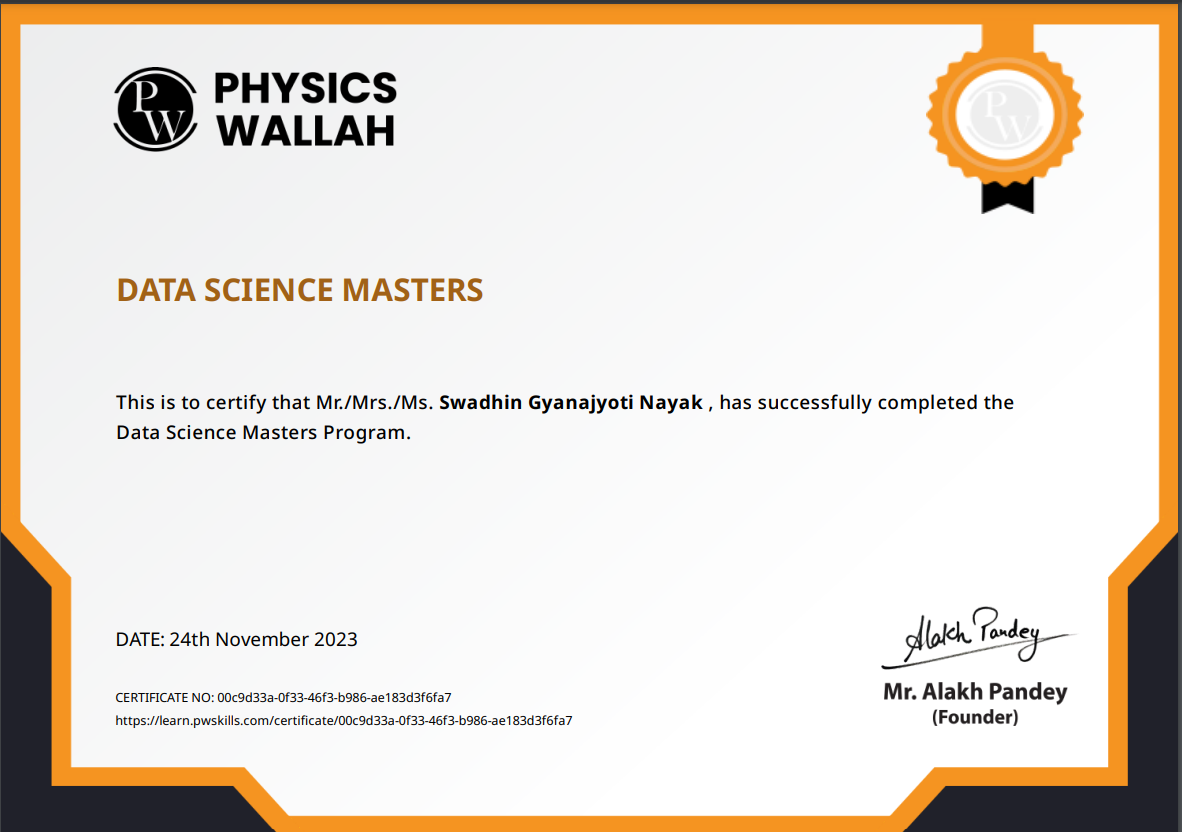 PW
PHYSICS
WALLAH
PW
DATA SCIENCE MASTERS
This is to certify that Mr./Mrs./Ms. Swadhin Gyanajyoti Nayak , has successfully completed the
Data Science Masters Program.
DATE: 24th November 2023
CERTIFICATE NO: 00c9d33a-0f33-46f3-b986-ae183d3f6fa7
https://learn.pwskills.com/certificate/00c9d33a-0f33-46f3-b986-ae183d3f6fa7
Alakh Pandey
Mr. Alakh Pandey
(Founder)